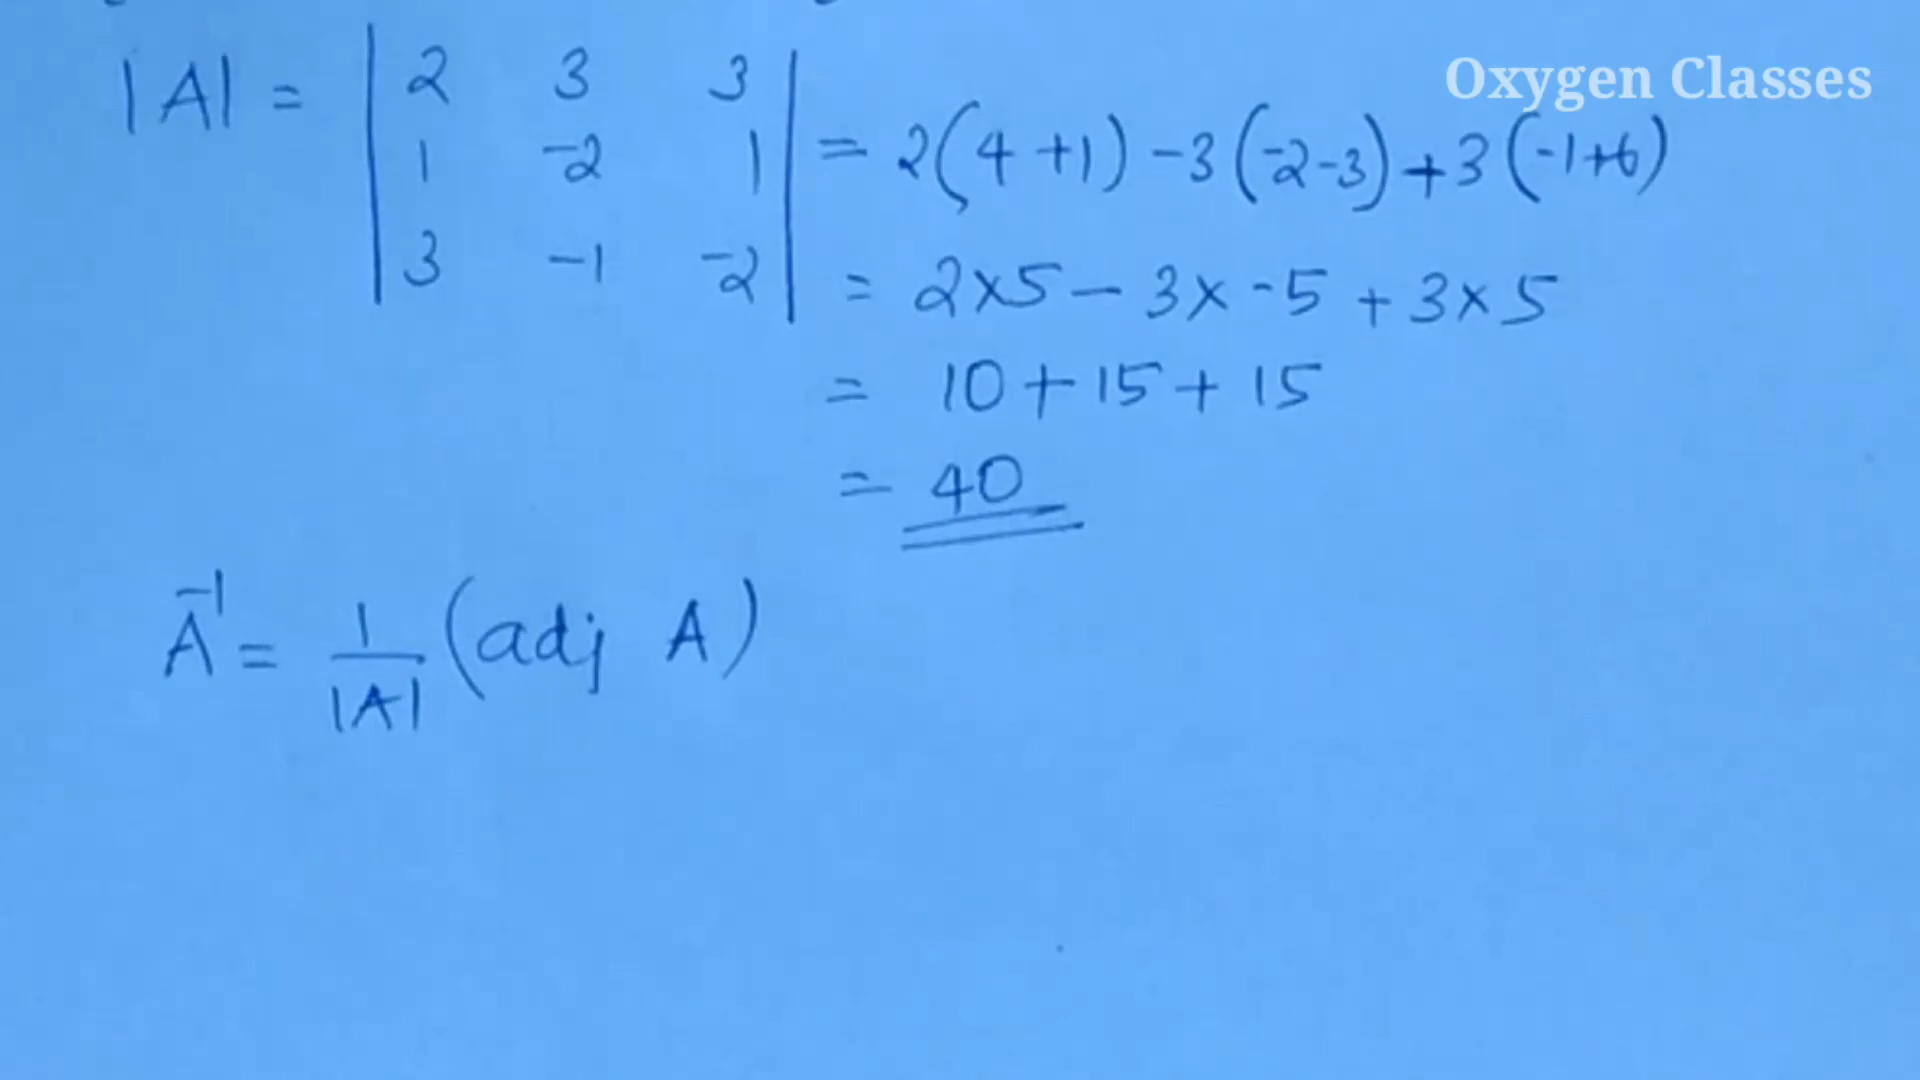 Oxygen Classes
|A| = | 2 3 3 | = 2(4+1) -3(-2-3)+3(-1+6)
| 1 -2 1 |
| 3 -1 -2 | = 2×5 - 3×-5 + 3×5
= 10+15+15
= 40
A⁻¹ = 1/|A| (adj A)